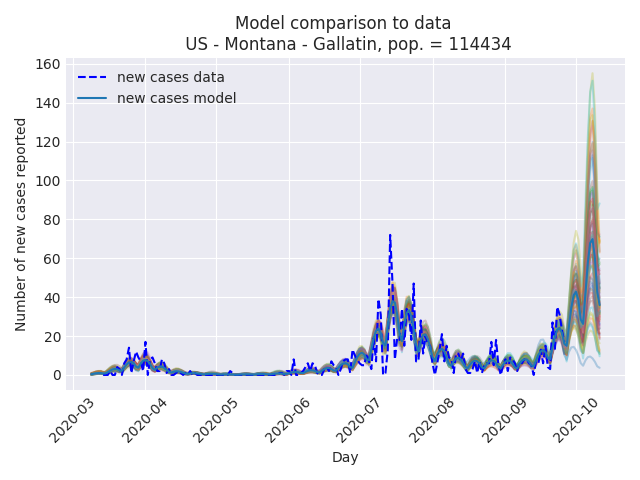 Model comparison to data
US - Montana - Gallatin, pop. = 114434
new cases data
new cases model
Number of new cases reported
160
140
120
100
80
60
40
20
0
2020-03
2020-04
2020-05
2020-06
2020-07
2020-08
2020-09
2020-10
Day